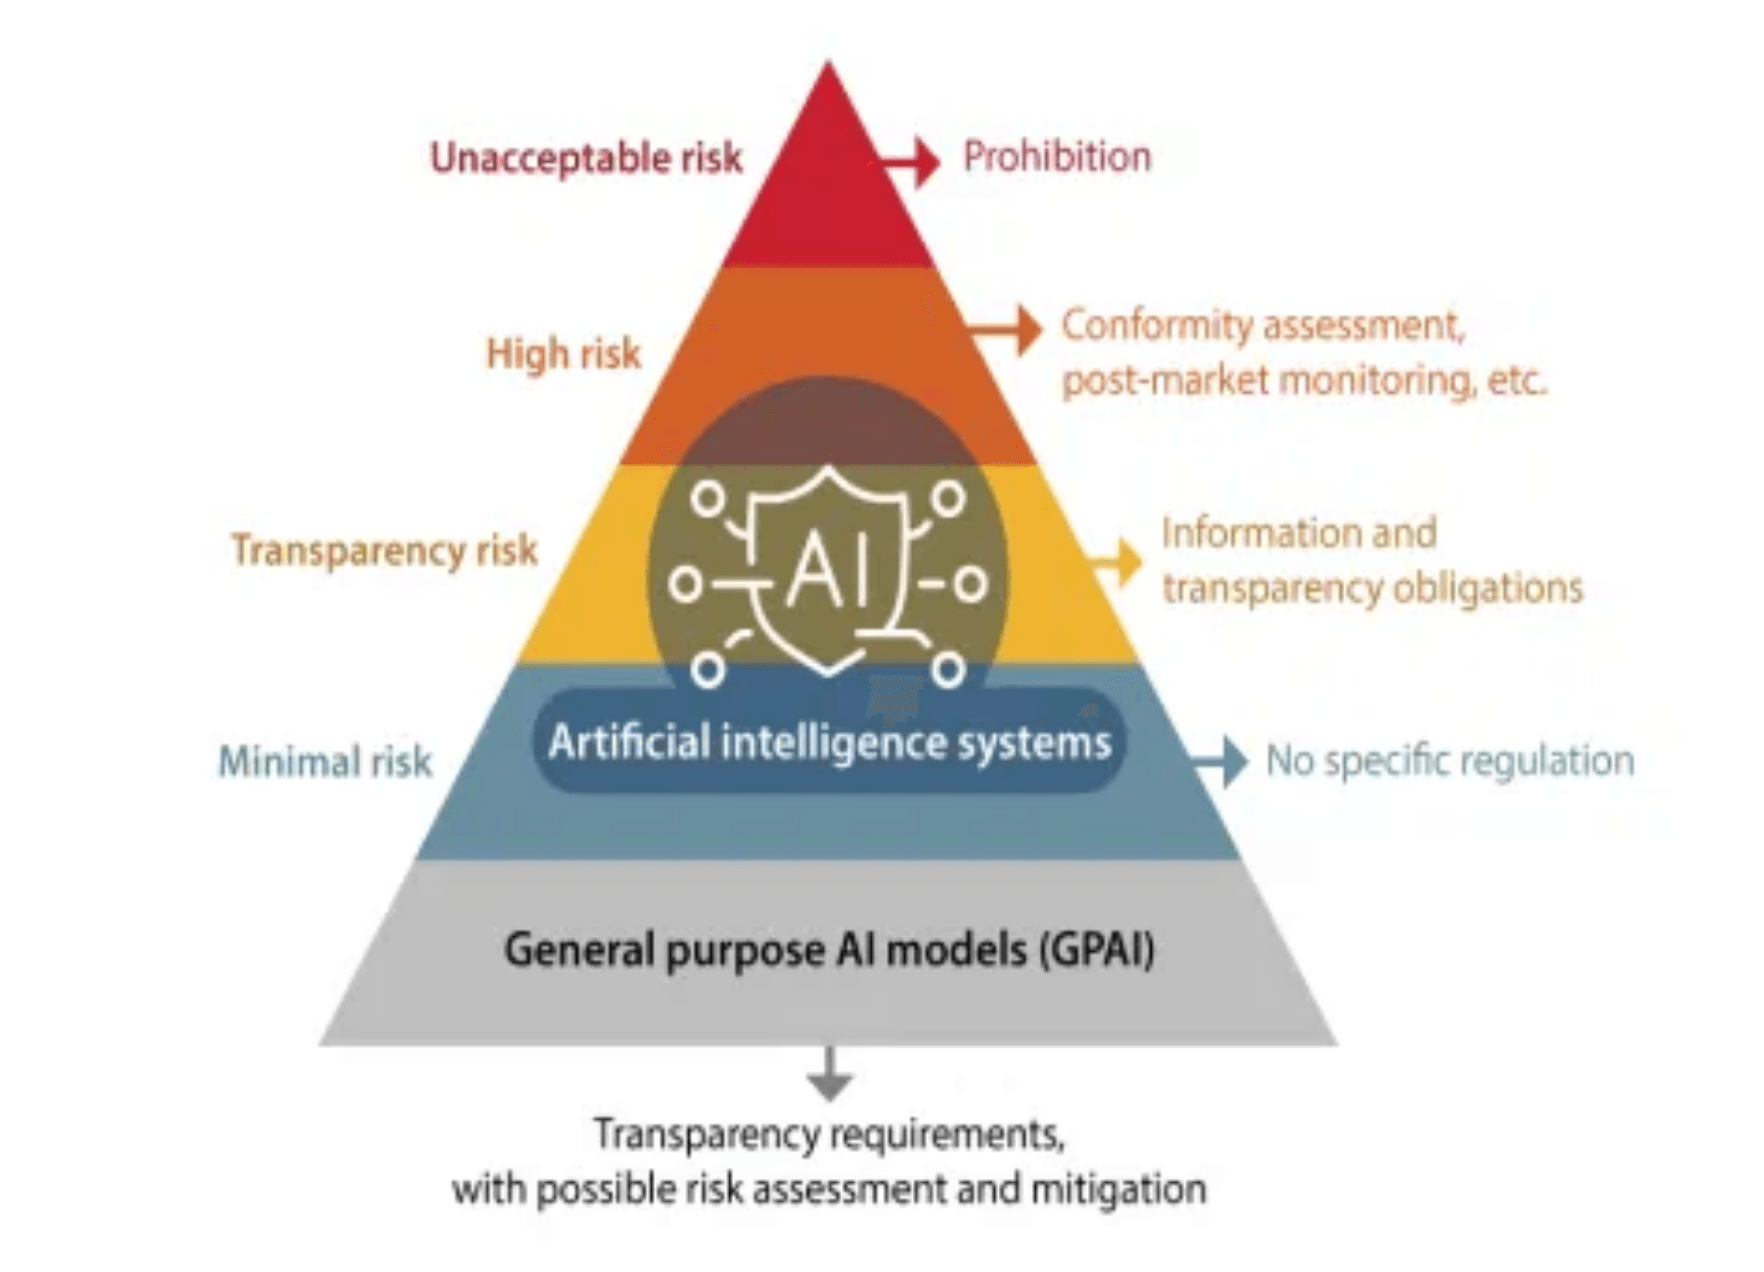 Unacceptable risk
Prohibition
High risk
Conformity assessment,
post-market monitoring, etc.
Transparency risk
Information and
transparency obligations
AI
Artificial intelligence systems
Minimal risk
No specific regulation
General purpose AI models (GPAI)
Transparency requirements,
with possible risk assessment and mitigation